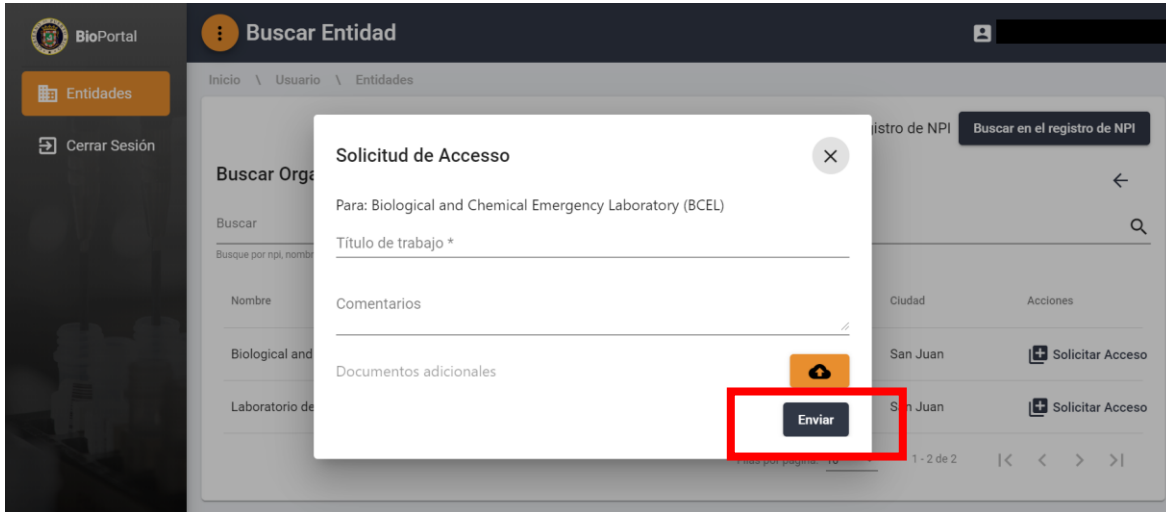 BioPortal
Buscar Entidad
Inicio \ Usuario \ Entidades
Entidades
Cerrar Sesión
istro de NPI
Buscar en el registro de NPI
Buscar Orga
Buscar
Busque por npi, nombr
Nombre
Ciudad
Acciones
Biological and
San Juan
Solicitar Acceso
Laboratorio de
San Juan
Solicitar Acceso
1 - 2 de 2
Solicitud de Accesso
Para: Biological and Chemical Emergency Laboratory (BCEL)
Título de trabajo *
Comentarios
Documentos adicionales
Enviar